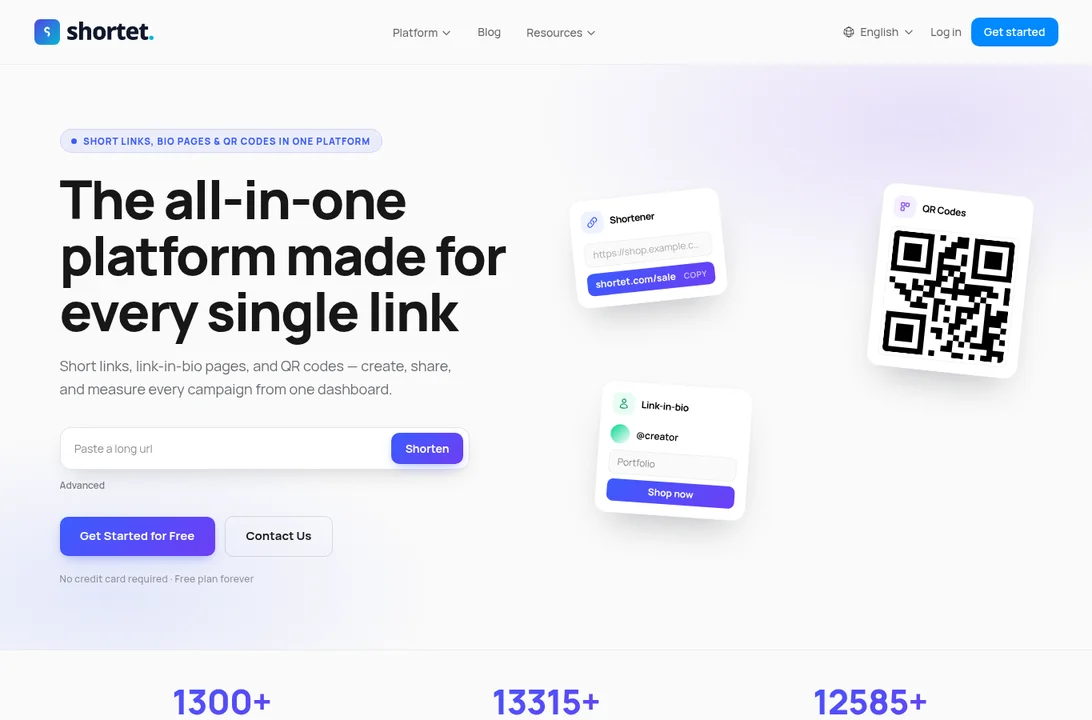 shortet.
Platform
Blog
Resources
English
Log in
Get started
SHORT LINKS, BIO PAGES & QR CODES IN ONE PLATFORM
The all-in-one
platform made for
every single link
Short links, link-in-bio pages, and QR codes — create, share,
and measure every campaign from one dashboard.
Paste a long url
Shorten
Advanced
Get Started for Free
Contact Us
No credit card required · Free plan forever
Shortener
https://shop.example.c...
shortet.com/sale COPY
QR Codes
Link-in-bio
@creator
Portfolio
Shop now
1300+
13315+
12585+